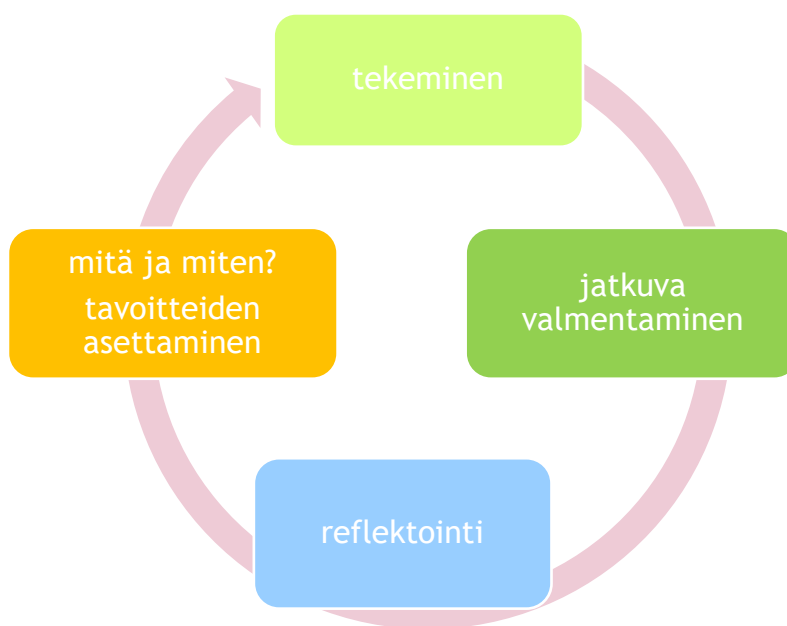 tekeminen
mitä ja miten?
tavoitteiden
asettaminen
jatkuva
valmentaminen
reflektointi